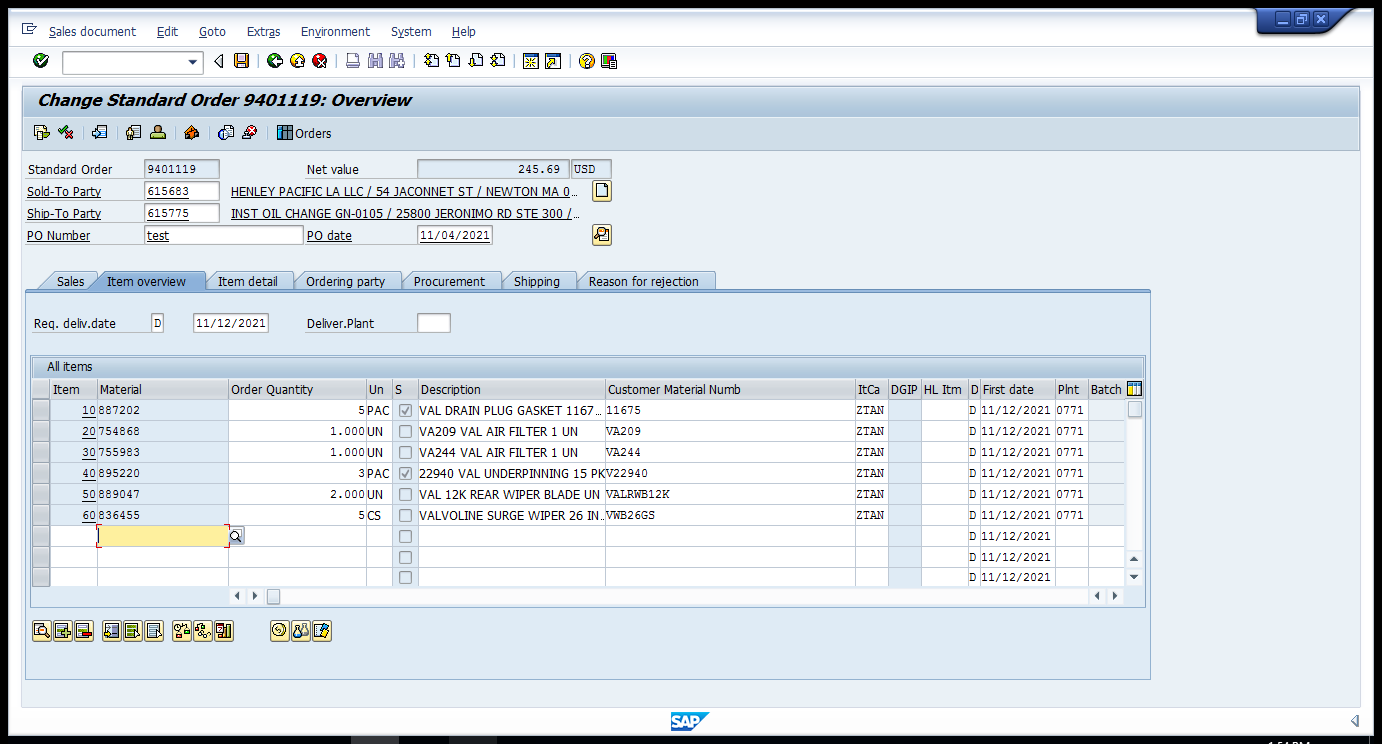 Sales document Edit Goto Extras Environment System Help
Change Standard Order 9401119: Overview
Orders
Standard Order 9401119 Net value 245.69 USD
Sold-To Party 615683 HENLEY PACIFIC LA LLC / 54 JACONNET ST / NEWTON MA 0…
Ship-To Party 615775 INST OIL CHANGE GN-0105 / 25800 JERONIMO RD STE 300 /…
PO Number test PO date 11/04/2021
Sales Item overview Item detail Ordering party Procurement Shipping Reason for rejection
Req. deliv.date D 11/12/2021 Deliver.Plant
All items
Item Material Order Quantity Un S Description Customer Material Numb ItCa DGIP HL Itm D First date Plnt Batch
10 887202 5 PAC VAL DRAIN PLUG GASKET 1167… 11675 ZTAN D 11/12/2021 0771
20 754868 1.000 UN VA209 VAL AIR FILTER 1 UN VA209 ZTAN D 11/12/2021 0771
30 755983 1.000 UN VA244 VAL AIR FILTER 1 UN VA244 ZTAN D 11/12/2021 0771
40 895220 3 PAC 22940 VAL UNDERPINNING 15 PK V22940 ZTAN D 11/12/2021 0771
50 889047 2.000 UN VAL 12K REAR WIPER BLADE UN VALRWB12K ZTAN D 11/12/2021 0771
60 836455 5 CS VALVOLINE SURGE WIPER 26 IN… VWB26GS ZTAN D 11/12/2021 0771
D 11/12/2021
D 11/12/2021
D 11/12/2021
SAP